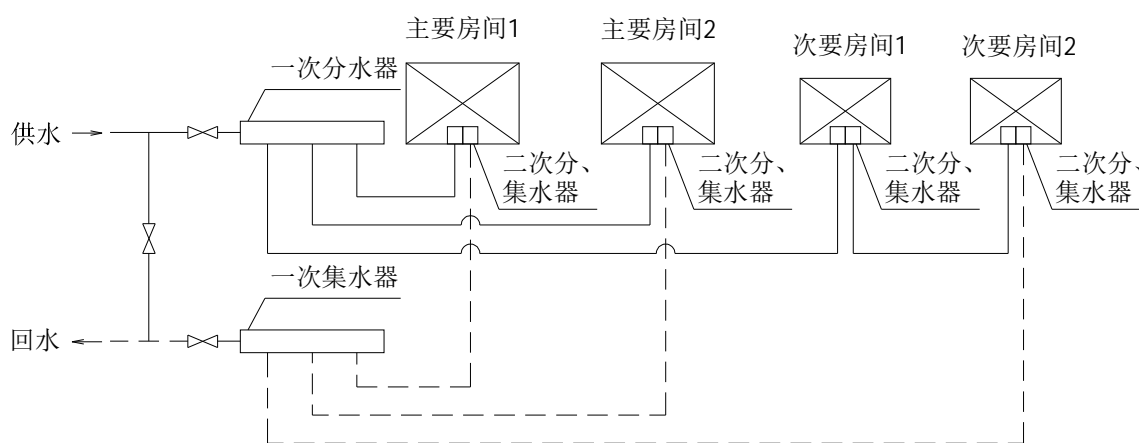 主要房间1
主要房间2
次要房间1
次要房间2
一次分水器
供水
二次分、
集水器
二次分、
集水器
二次分、
集水器
二次分、
集水器
一次集水器
回水